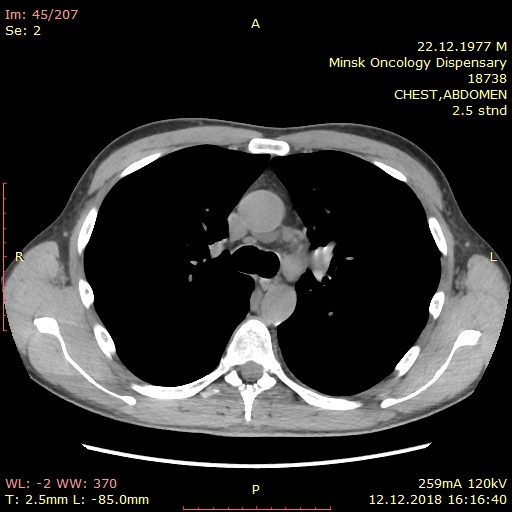 Im: 45/207
Se: 2
A
22.12.1977 M
Minsk Oncology Dispensary
18738
CHEST,ABDOMEN
2.5 stnd
R
L
WL: -2 WW: 370
T: 2.5mm L: -85.0mm
P
259mA 120kV
12.12.2018 16:16:40